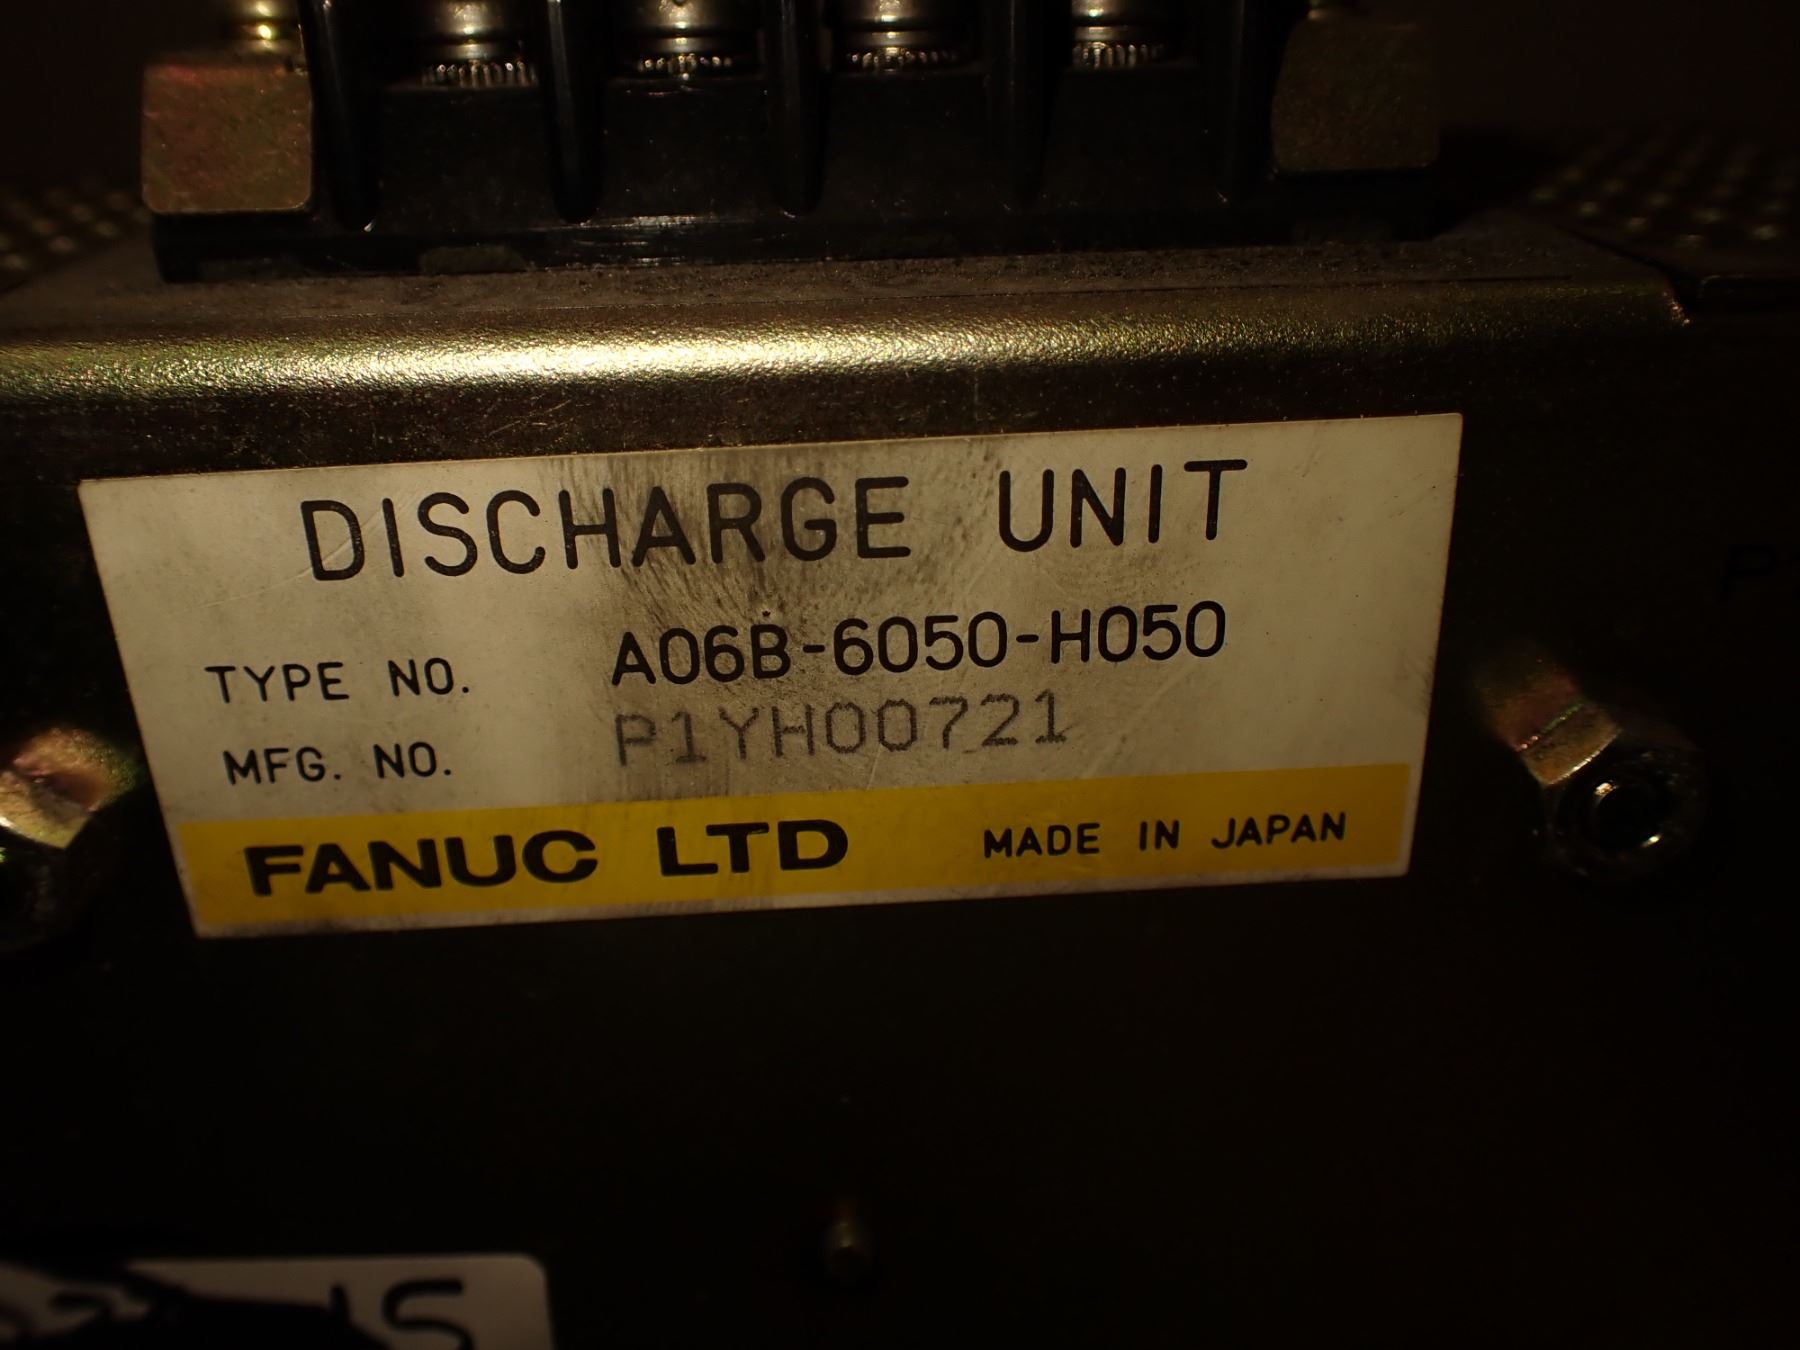 DISCHARGE UNIT
TYPE NO. A06B-6050-H050
MFG. NO. P1YH00721
FANUC LTD MADE IN JAPAN